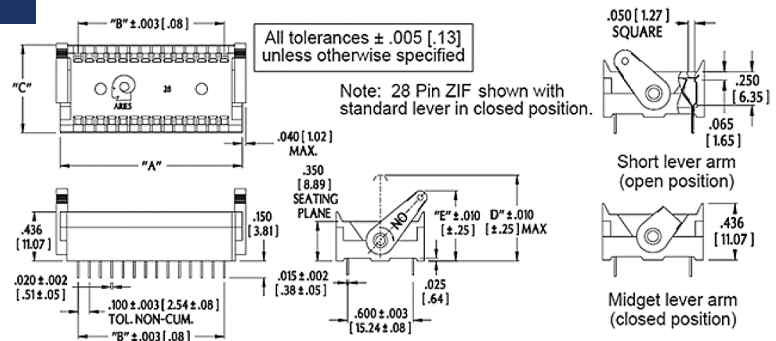 "B" ±.003 [.08]
All tolerances ± .005 [.13]
unless otherwise specified
Note: 28 Pin ZIF shown with
standard lever in closed position.
"C"
ARIES
28
.040 [1.02]
MAX.
"A"
.050 [1.27]
SQUARE
.250
[6.35]
.065
[1.65]
Short lever arm
(open position)
.436
[11.07]
.150
[3.81]
.020 ±.002
[.51±.05]
.100±.003 [2.54±.08]
TOL. NON-CUM.
"B" ±.003 [.08]
.350
[8.89]
SEATING
PLANE
NO
"E"±.010
[±.25]
D"±.010
[±.25] MAX
.015 ±.002
[.38±.05]
.025
[.64]
.600 ±.003
[15.24±.08]
.436
[11.07]
Midget lever arm
(closed position)